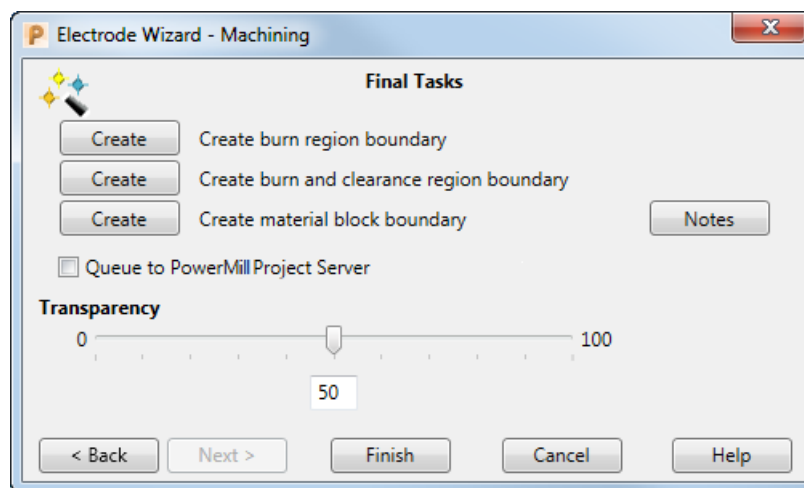 Electrode Wizard - Machining
Final Tasks
Create Create burn region boundary
Create Create burn and clearance region boundary
Create Create material block boundary Notes
Queue to PowerMill Project Server
Transparency
0 100
50
< Back Next > Finish Cancel Help